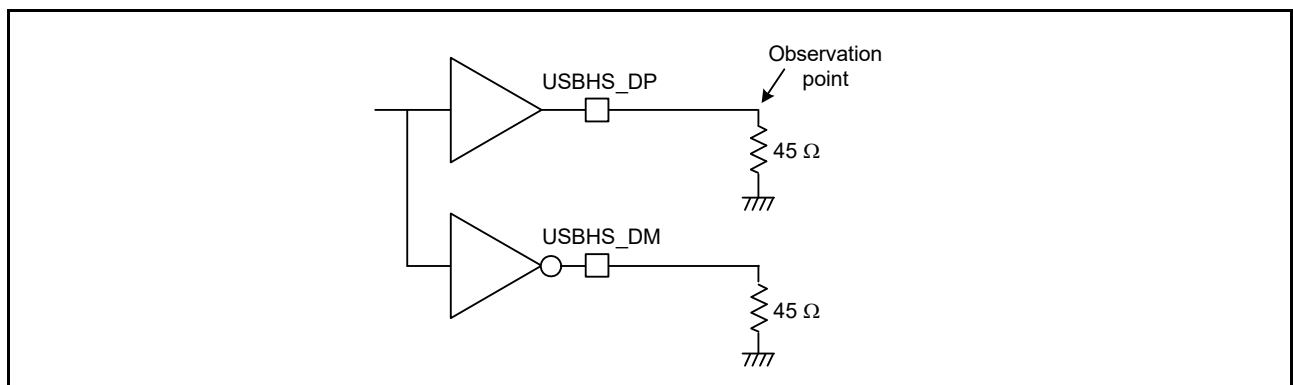 Observation
point
USBHS_DP
45 Ω
USBHS_DM
45 Ω